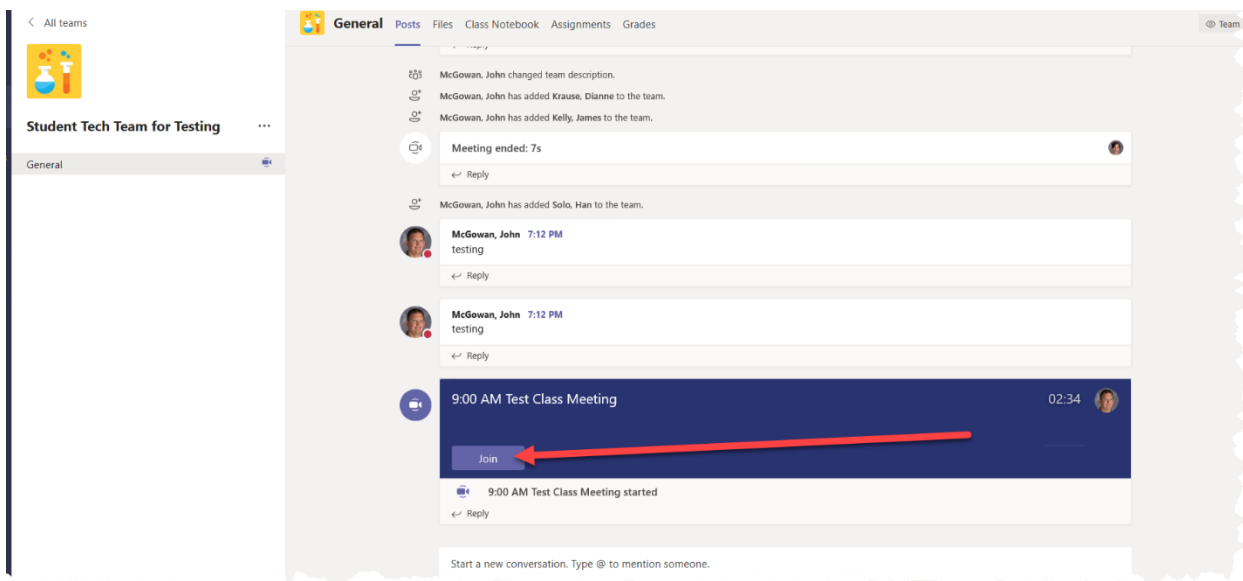 All teams
Student Tech Team for Testing
General
General Posts Files Class Notebook Assignments Grades
Team
McGowan, John changed team description.
McGowan, John has added Krause, Dianne to the team.
McGowan, John has added Kelly, James to the team.
Meeting ended: 7s
Reply
McGowan, John has added Solo, Han to the team.
McGowan, John 7:12 PM
testing
Reply
McGowan, John 7:12 PM
testing
Reply
9:00 AM Test Class Meeting 02:34
Join
9:00 AM Test Class Meeting started
Reply
Start a new conversation. Type @ to mention someone.